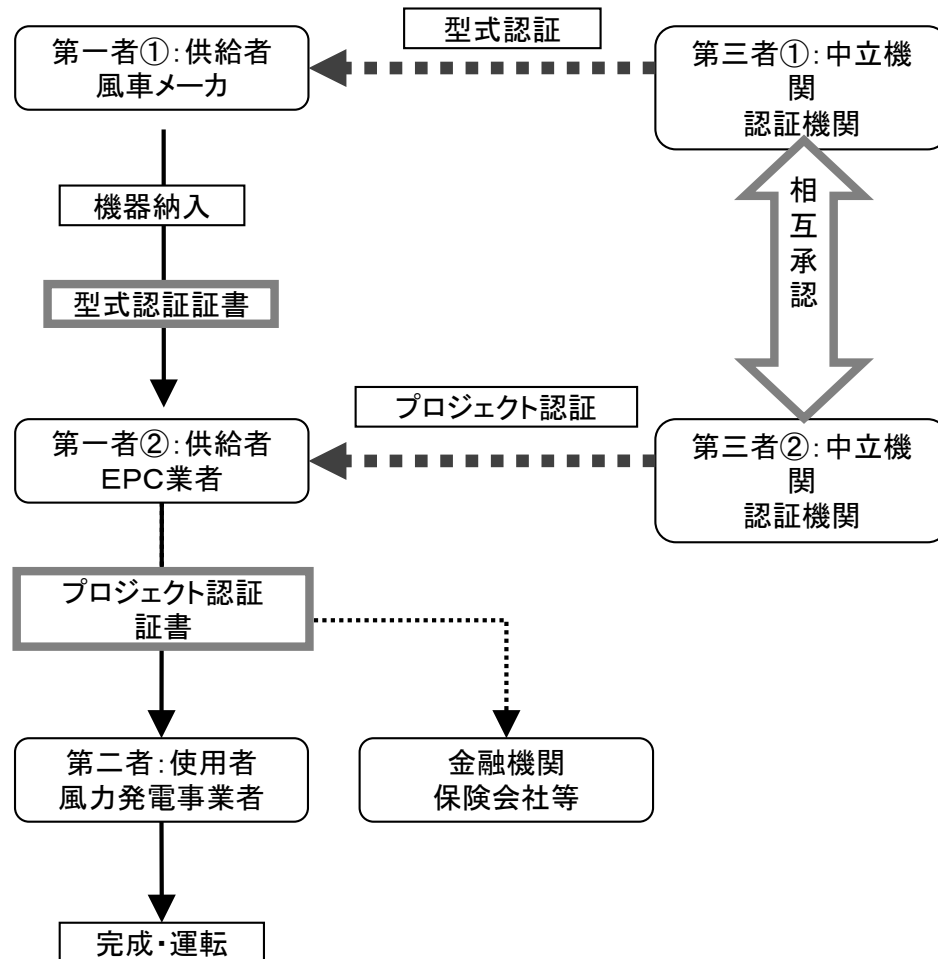 型式認証
第一者①:供給者
風車メーカ
第三者①:中立機
関
認証機関
機器納入
相
互
承
認
型式認証証書
プロジェクト認証
第一者②:供給者
EPC業者
第三者②:中立機
関
認証機関
プロジェクト認証
証書
第二者:使用者
風力発電事業者
金融機関
保険会社等
完成・運転